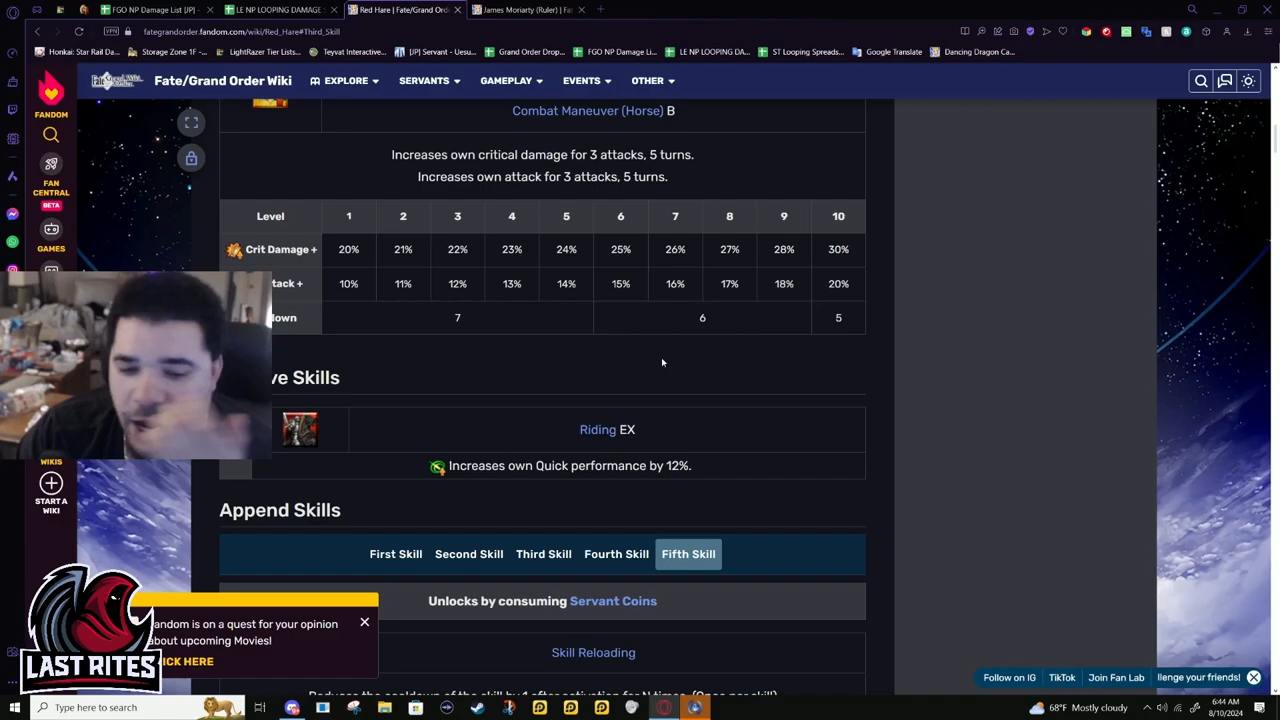 FGO NP Damage List [JP] -
LE NP LOOPING DAMAGE
Red Hare | Fate/Grand Ord
James Moriarty (Ruler) | Fa
VPN
fategrandorder.fandom.com/wiki/Red_Hare#Third_Skill
Honkai: Star Rail Da...
Storage Zone 1F -...
LightRazer Tier Lists...
Teyvat Interactive...
[JP] Servant - Uesu...
Grand Order Drop...
FGO NP Damage Li...
LE NP LOOPING DA...
ST Looping Spreads...
Google Translate
Dancing Dragon Ca...
Fate/Grand Order Wiki
EXPLORE
SERVANTS
GAMEPLAY
EVENTS
OTHER
FANDOM
FAN
CENTRAL
BETA
GAMES
WIKIS
START A
WIKI
Combat Maneuver (Horse) B
Increases own critical damage for 3 attacks, 5 turns.
Increases own attack for 3 attacks, 5 turns.
Level 1 2 3 4 5 6 7 8 9 10
Crit Damage + 20% 21% 22% 23% 24% 25% 26% 27% 28% 30%
tack + 10% 11% 12% 13% 14% 15% 16% 17% 18% 20%
down 7 6 5
ve Skills
Riding EX
Increases own Quick performance by 12%.
Append Skills
First Skill Second Skill Third Skill Fourth Skill Fifth Skill
Unlocks by consuming Servant Coins
Skill Reloading
andom is on a quest for your opinion
about upcoming Movies!
ICK HERE
LAST RITES
Follow on IG
TikTok
Join Fan Lab
llenge your friends!
Type here to search
68°F Mostly cloudy
6:44 AM
8/10/2024